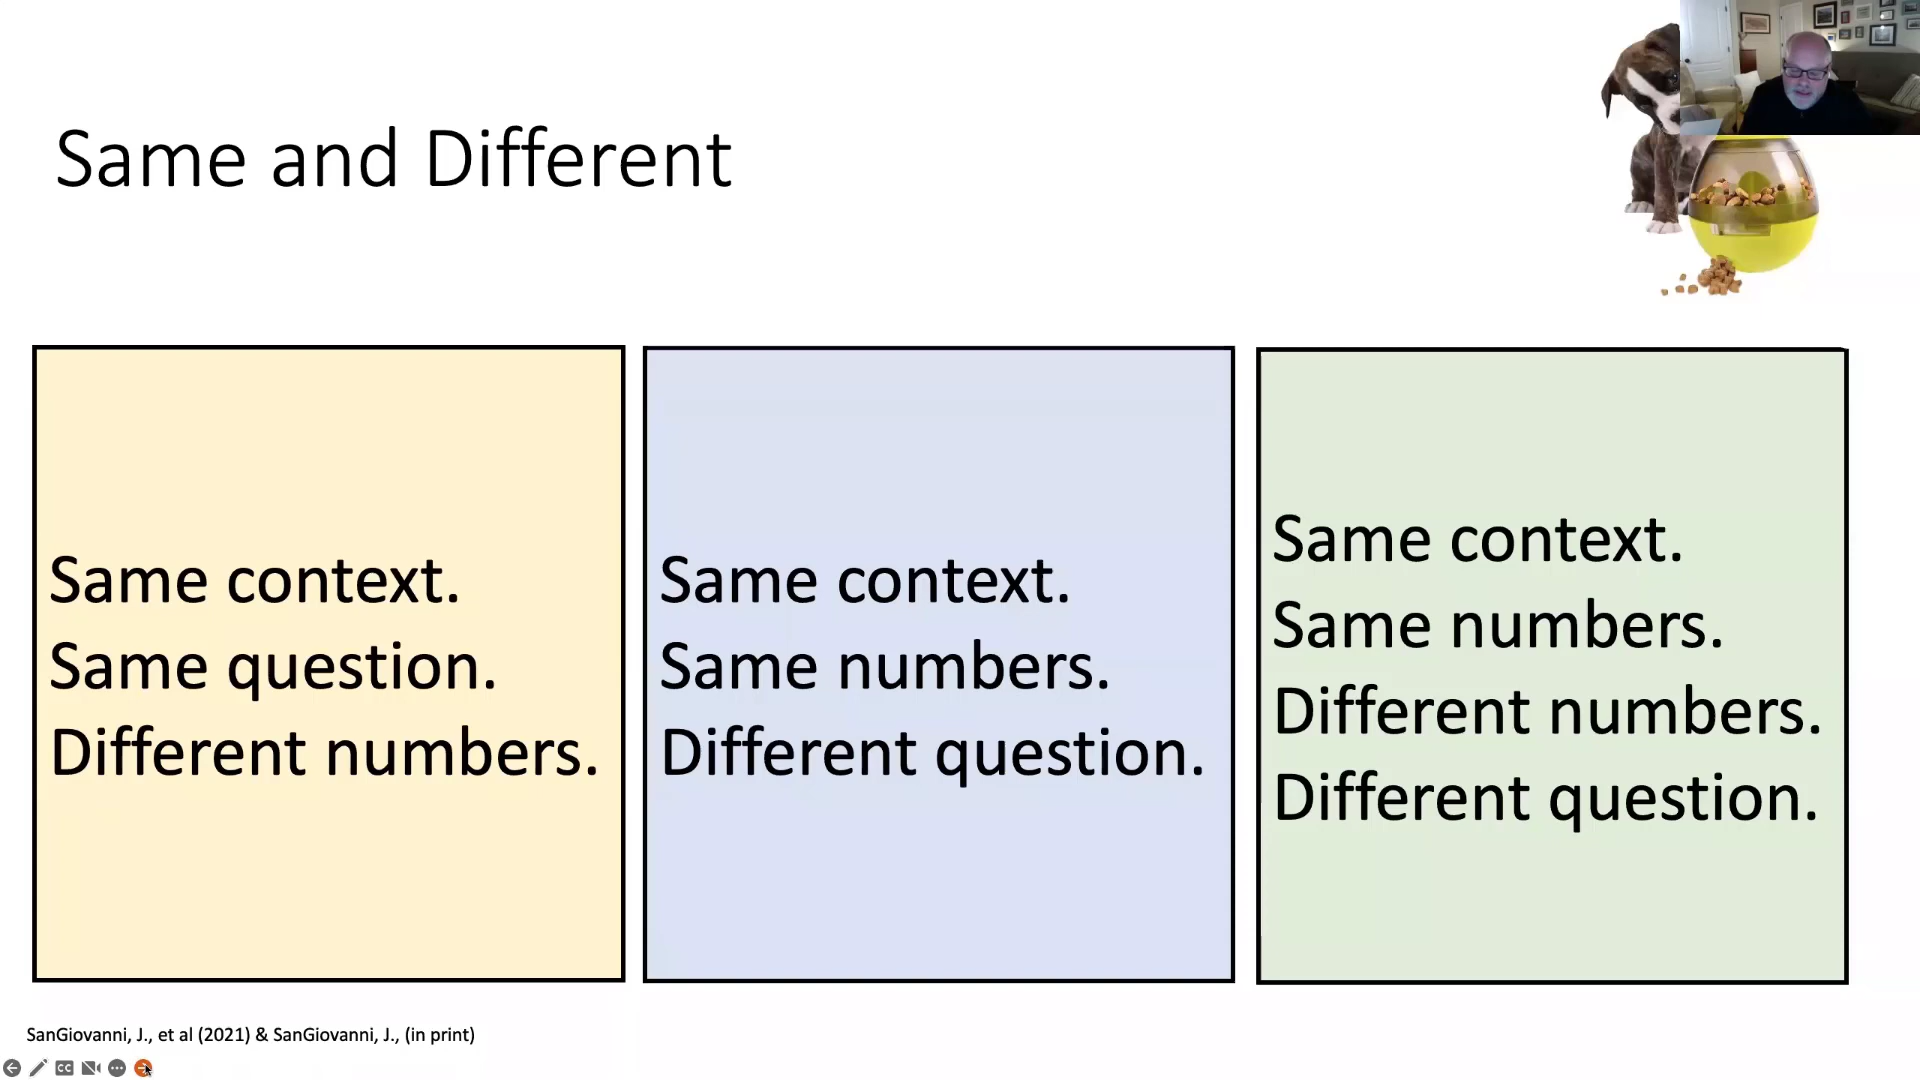 Same and Different
Same context.
Same question.
Different numbers.
Same context.
Same numbers.
Different question.
Same context.
Same numbers.
Different numbers.
Different question.
SanGiovanni, J., et al (2021) & SanGiovanni, J., (in print)
CC